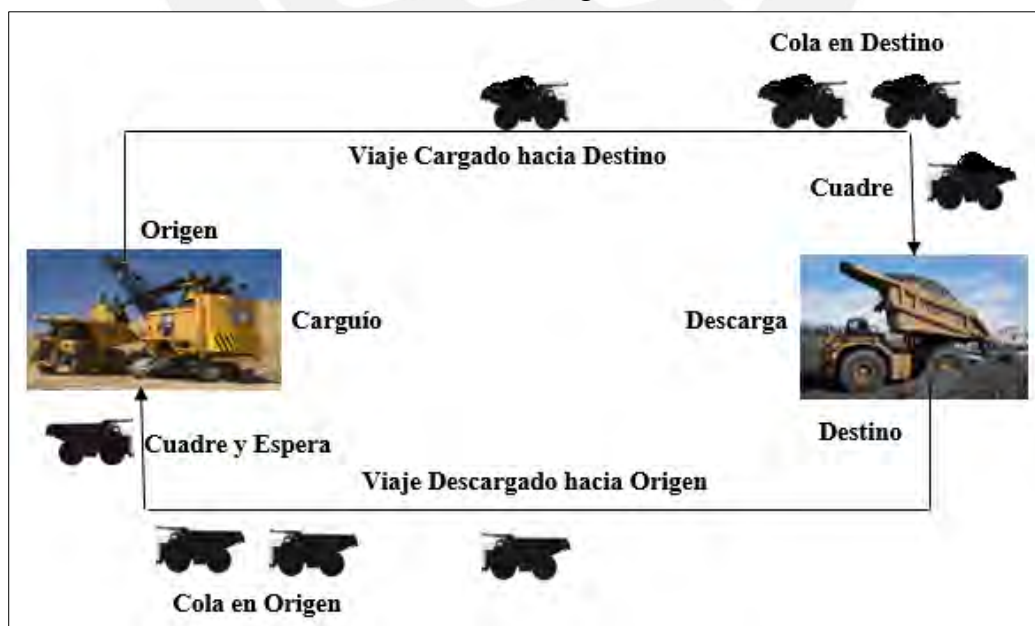 Cola en Destino
Viaje Cargado hacia Destino
Cuadre
Origen
Carguío
Descarga
Cuadre y Espera
Destino
Viaje Descargado hacia Origen
Cola en Origen